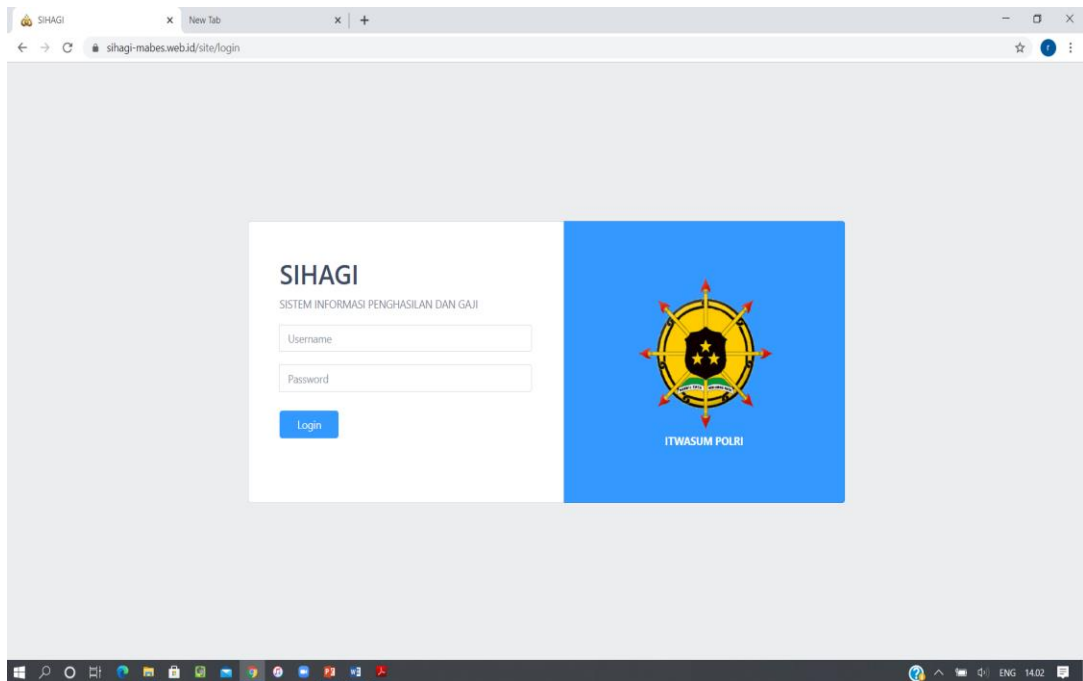 SIHAGI
New Tab
sihagi-mabes.web.id/site/login
SIHAGI
SISTEM INFORMASI PENGHASILAN DAN GAJI
Username
Password
Login
ITWASUM POLRI
ENG 14.02